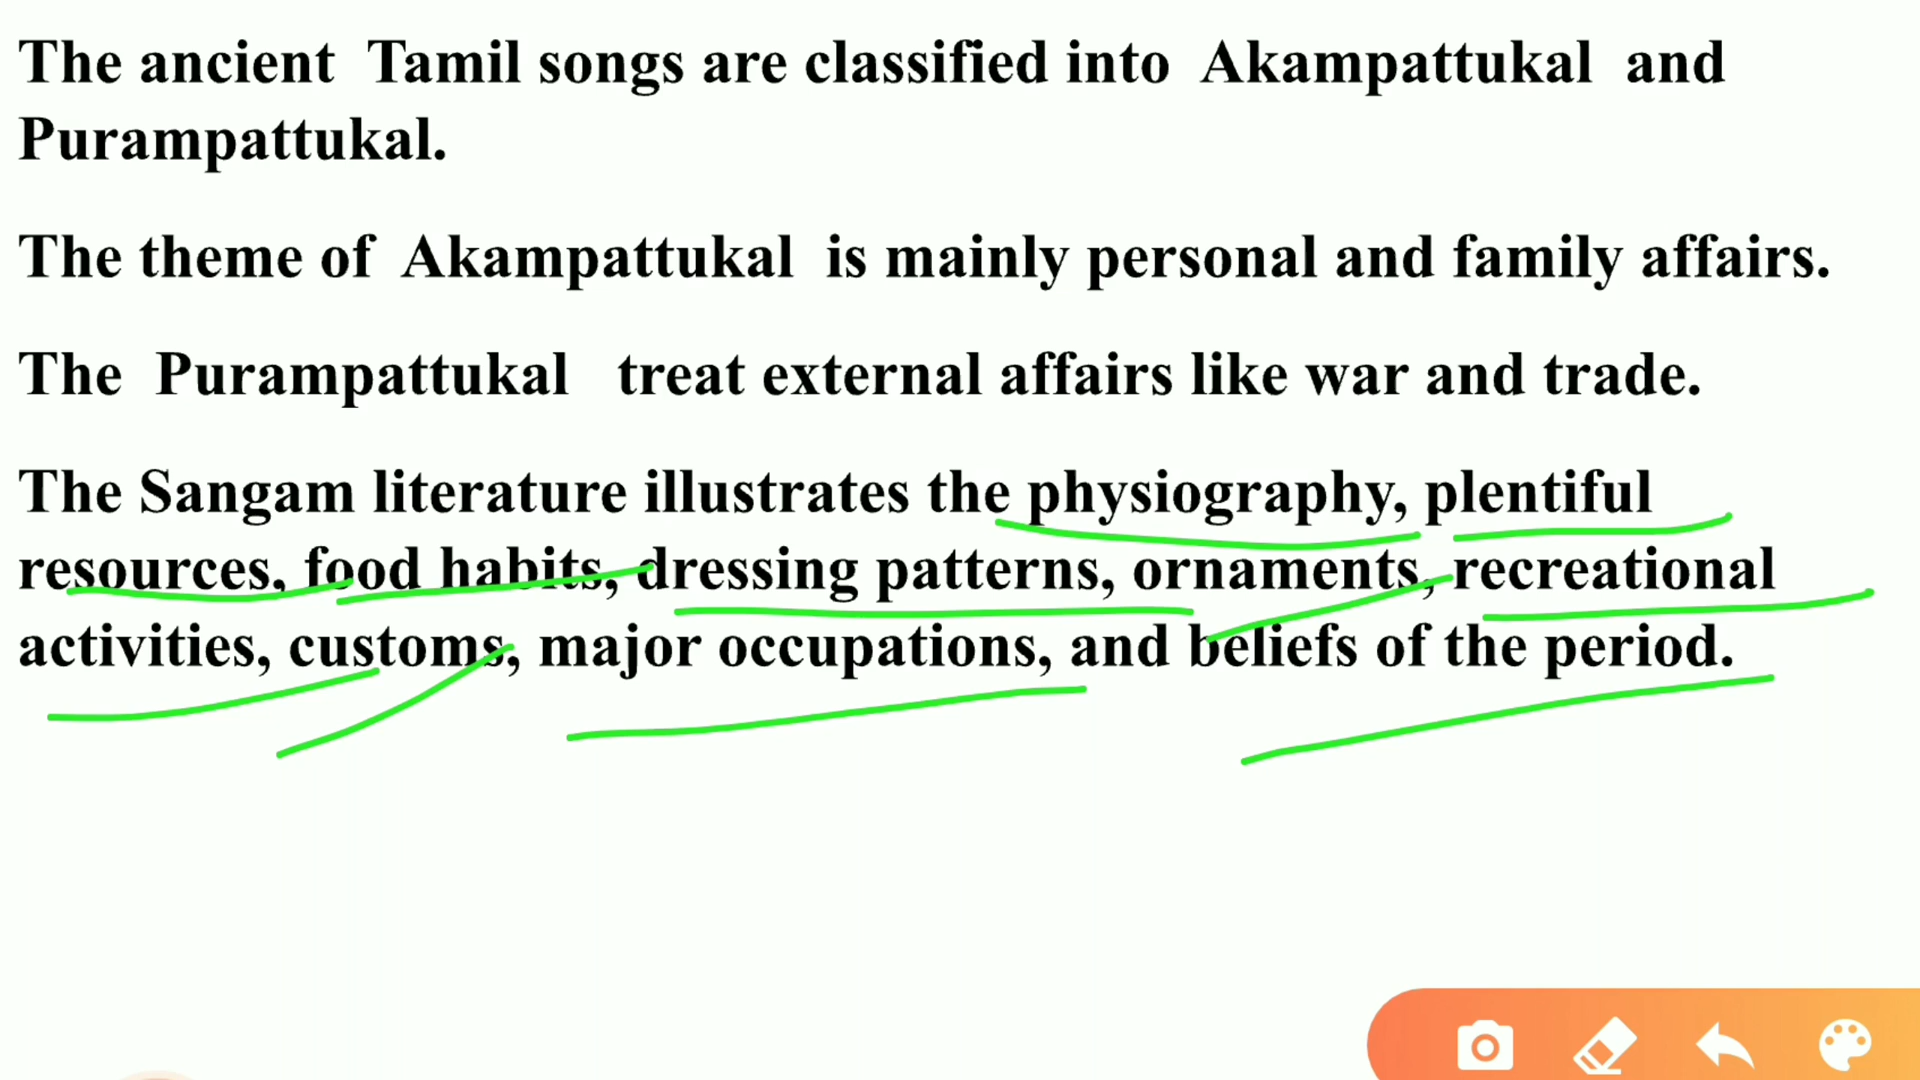 The ancient Tamil songs are classified into Akampattukal and
Purampattukal.
The theme of Akampattukal is mainly personal and family affairs.
The Purampattukal treat external affairs like war and trade.
The Sangam literature illustrates the physiography, plentiful
resources, food habits, dressing patterns, ornaments, recreational
activities, customs, major occupations, and beliefs of the period.